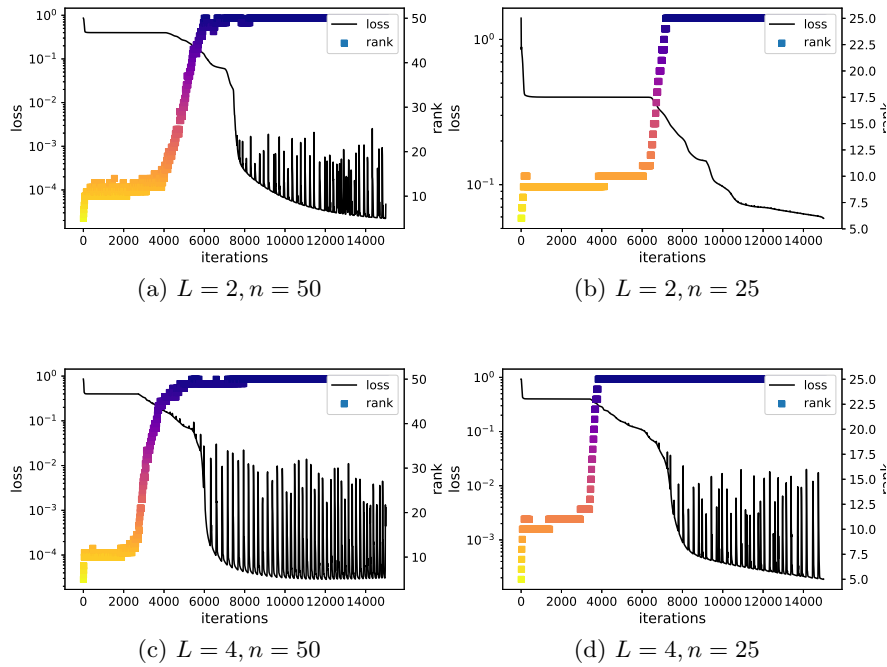 10⁰
10⁻¹
10⁻²
10⁻³
10⁻⁴
loss
50
40
30
20
10
rank
loss
rank
0 2000 4000 6000 8000 10000 12000 14000
iterations
(a) L = 2, n = 50
10⁰
10⁻¹
loss
25.0
22.5
20.0
17.5
15.0
12.5
10.0
7.5
5.0
rank
loss
rank
0 2000 4000 6000 8000 10000 12000 14000
iterations
(b) L = 2, n = 25
10⁰
10⁻¹
10⁻²
10⁻³
10⁻⁴
loss
50
40
30
20
10
rank
loss
rank
0 2000 4000 6000 8000 10000 12000 14000
iterations
(c) L = 4, n = 50
10⁰
10⁻¹
10⁻²
10⁻³
loss
25.0
22.5
20.0
17.5
15.0
12.5
10.0
7.5
5.0
rank
loss
rank
0 2000 4000 6000 8000 10000 12000 14000
iterations
(d) L = 4, n = 25